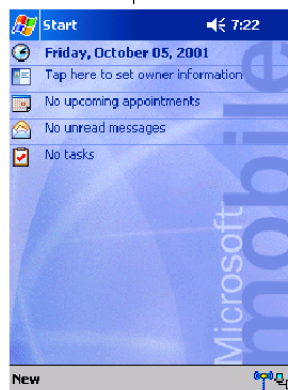 Start 7:22
Friday, October 05, 2001
Tap here to set owner information
No upcoming appointments
No unread messages
No tasks
Microsoft
mobile
New